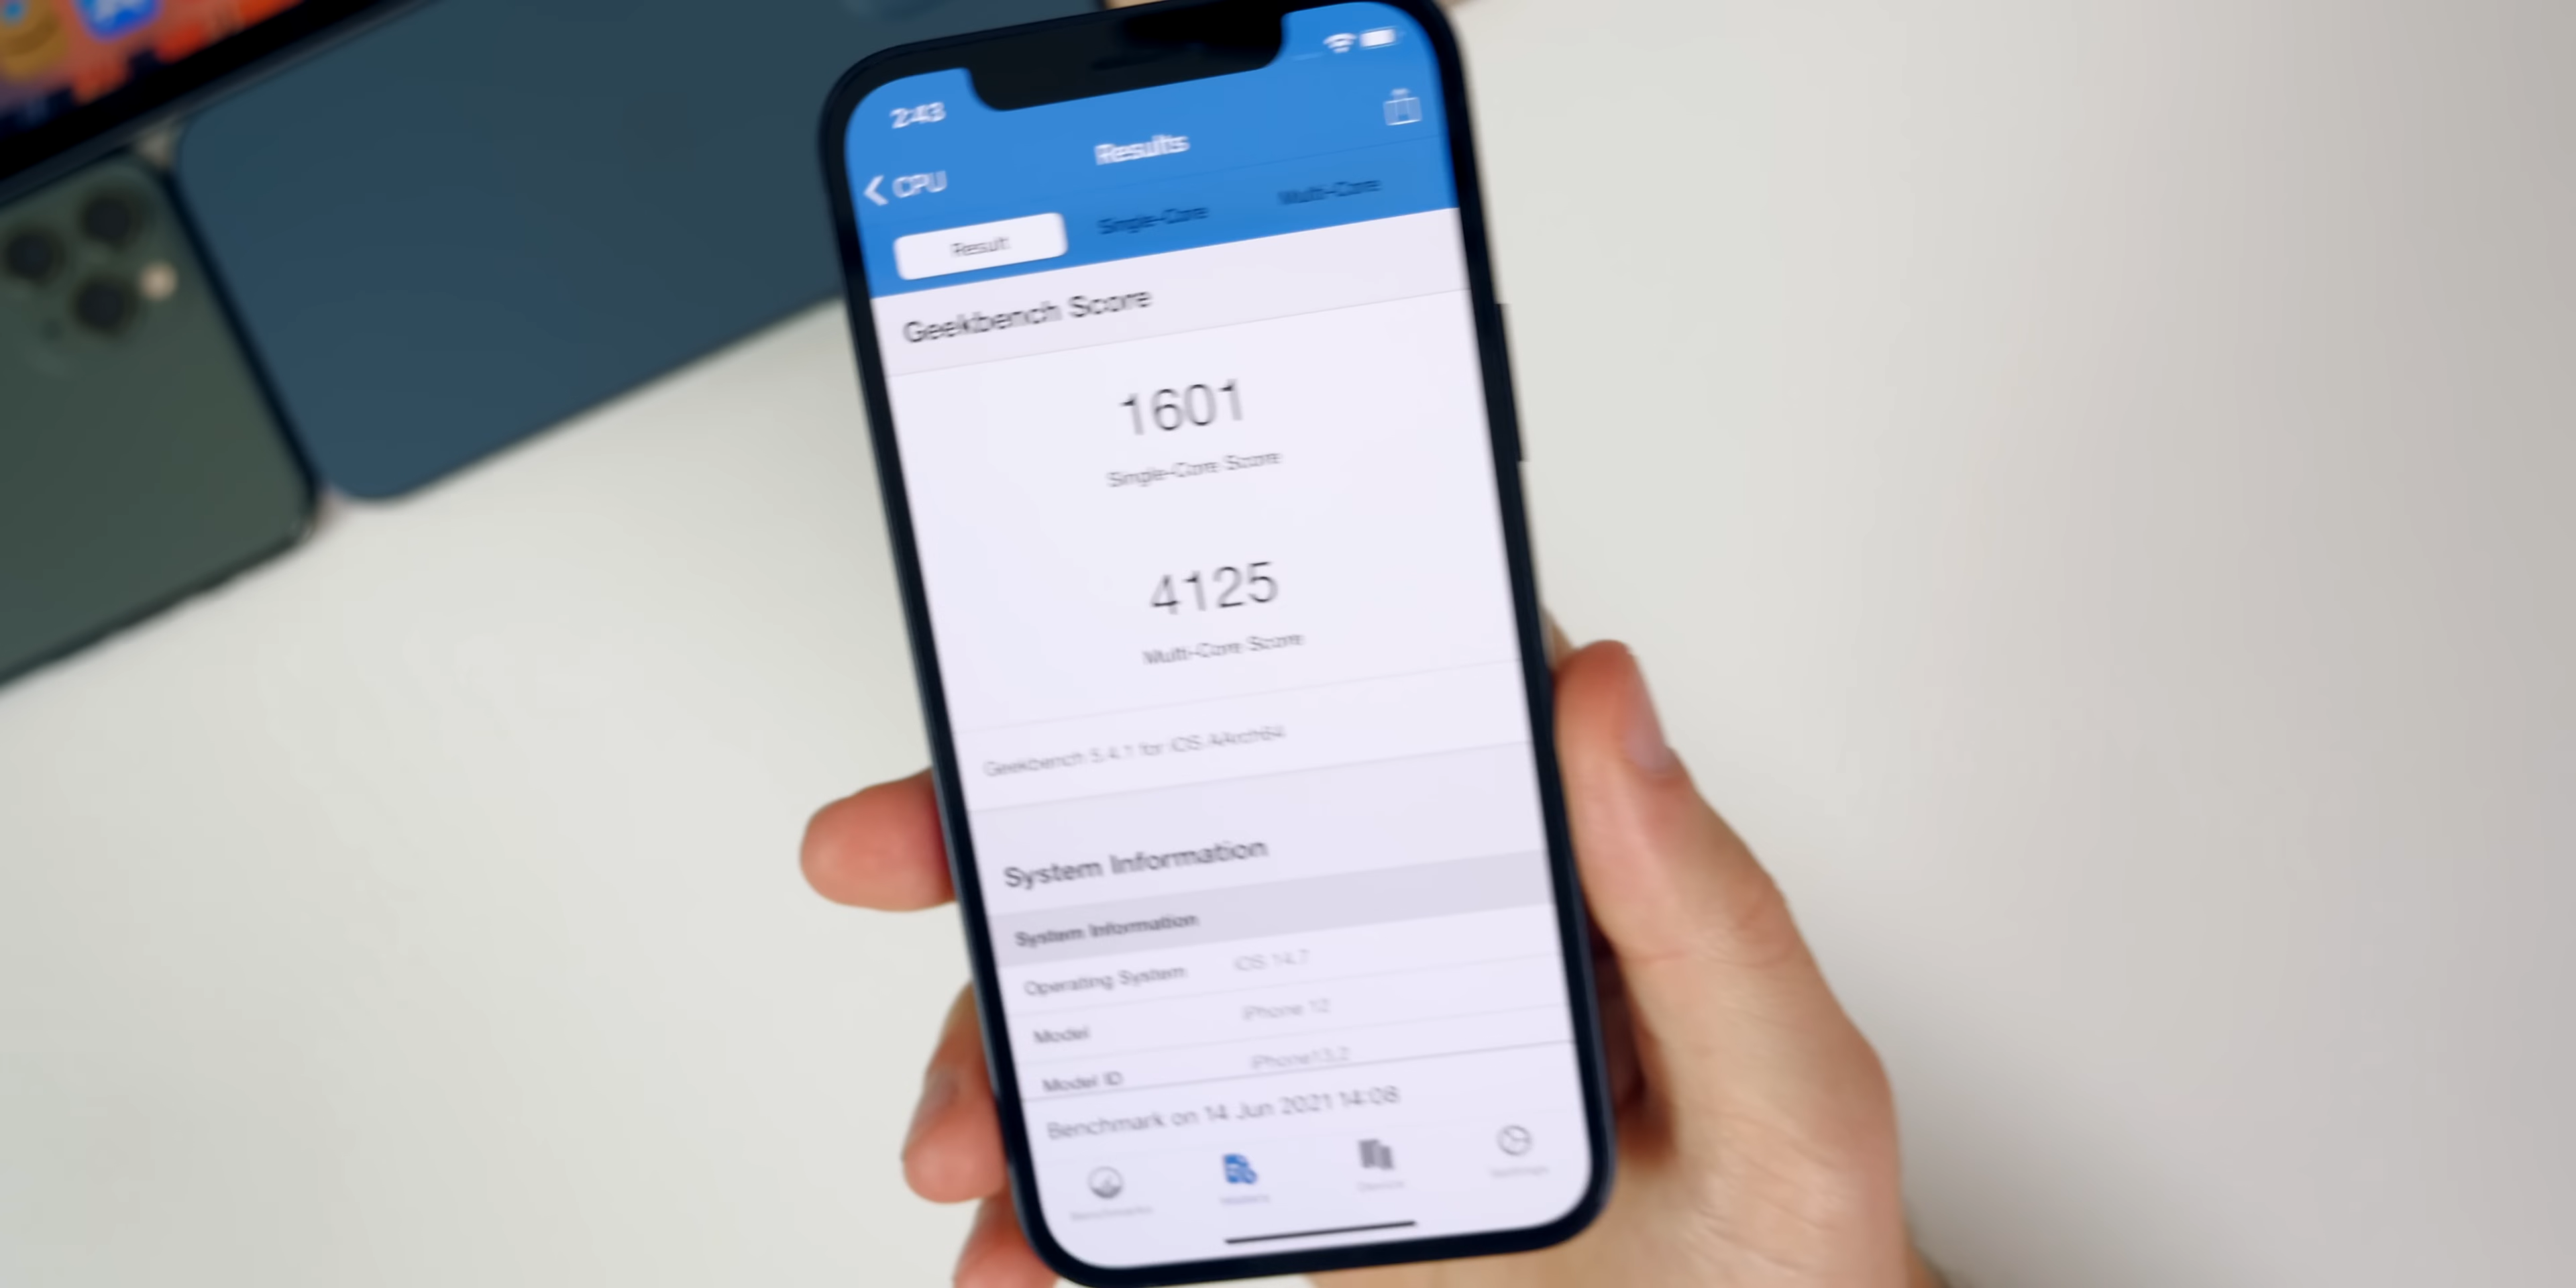 2:43
Results
CPU
Result Single-Core Multi-Core
Geekbench Score
1601
Single-Core Score
4125
Multi-Core Score
Geekbench 5.4.1 for iOS AArch64
System Information
System Information
Operating System iOS 14.7
Model iPhone 12
Model ID iPhone13,2
Benchmark on 14 Jun 2021 14:08